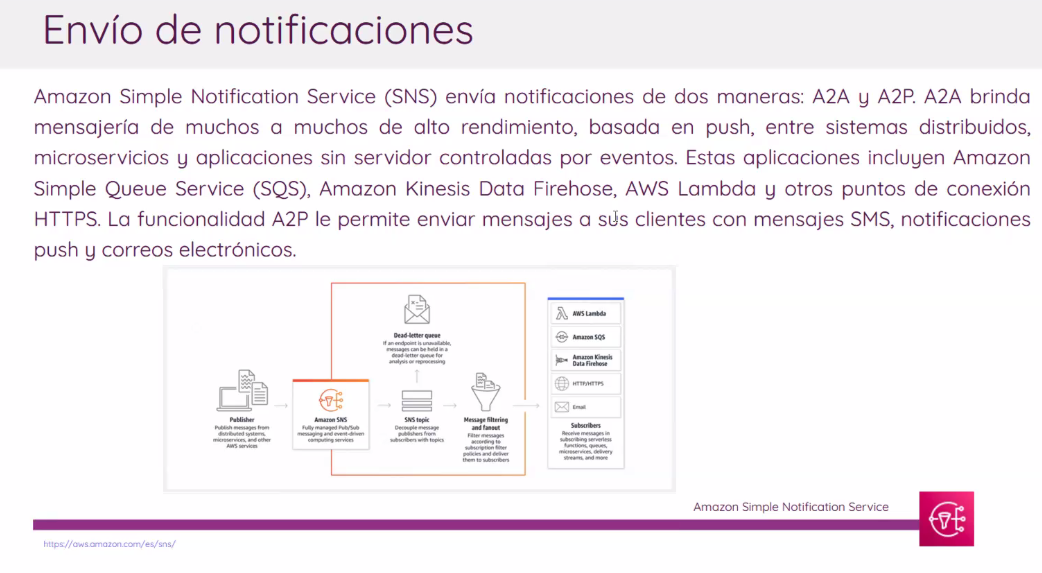 Envío de notificaciones
Amazon Simple Notification Service (SNS) envía notificaciones de dos maneras: A2A y A2P. A2A brinda
mensajería de muchos a muchos de alto rendimiento, basada en push, entre sistemas distribuidos,
microservicios y aplicaciones sin servidor controladas por eventos. Estas aplicaciones incluyen Amazon
Simple Queue Service (SQS), Amazon Kinesis Data Firehose, AWS Lambda y otros puntos de conexión
HTTPS. La funcionalidad A2P le permite enviar mensajes a sus clientes con mensajes SMS, notificaciones
push y correos electrónicos.
Publisher
Publish messages from
distributed systems,
microservices, and other
AWS services
Amazon SNS
Fully managed Pub/Sub
messaging and event-driven
computing services
Dead-letter queue
If an endpoint is unavailable,
messages can be held in a
dead-letter queue for
analysis or reprocessing
SNS topic
Decouple message
publishers from
subscribers with topics
Message filtering
and fanout
Filter messages
according to
subscription filter
policies and deliver
them to subscribers
AWS Lambda
Amazon SQS
Amazon Kinesis
Data Firehose
HTTP/HTTPS
Email
Subscribers
Receive messages in
subscribing serverless
functions, queues,
microservices, delivery
streams, and more
Amazon Simple Notification Service
https://aws.amazon.com/es/sns/